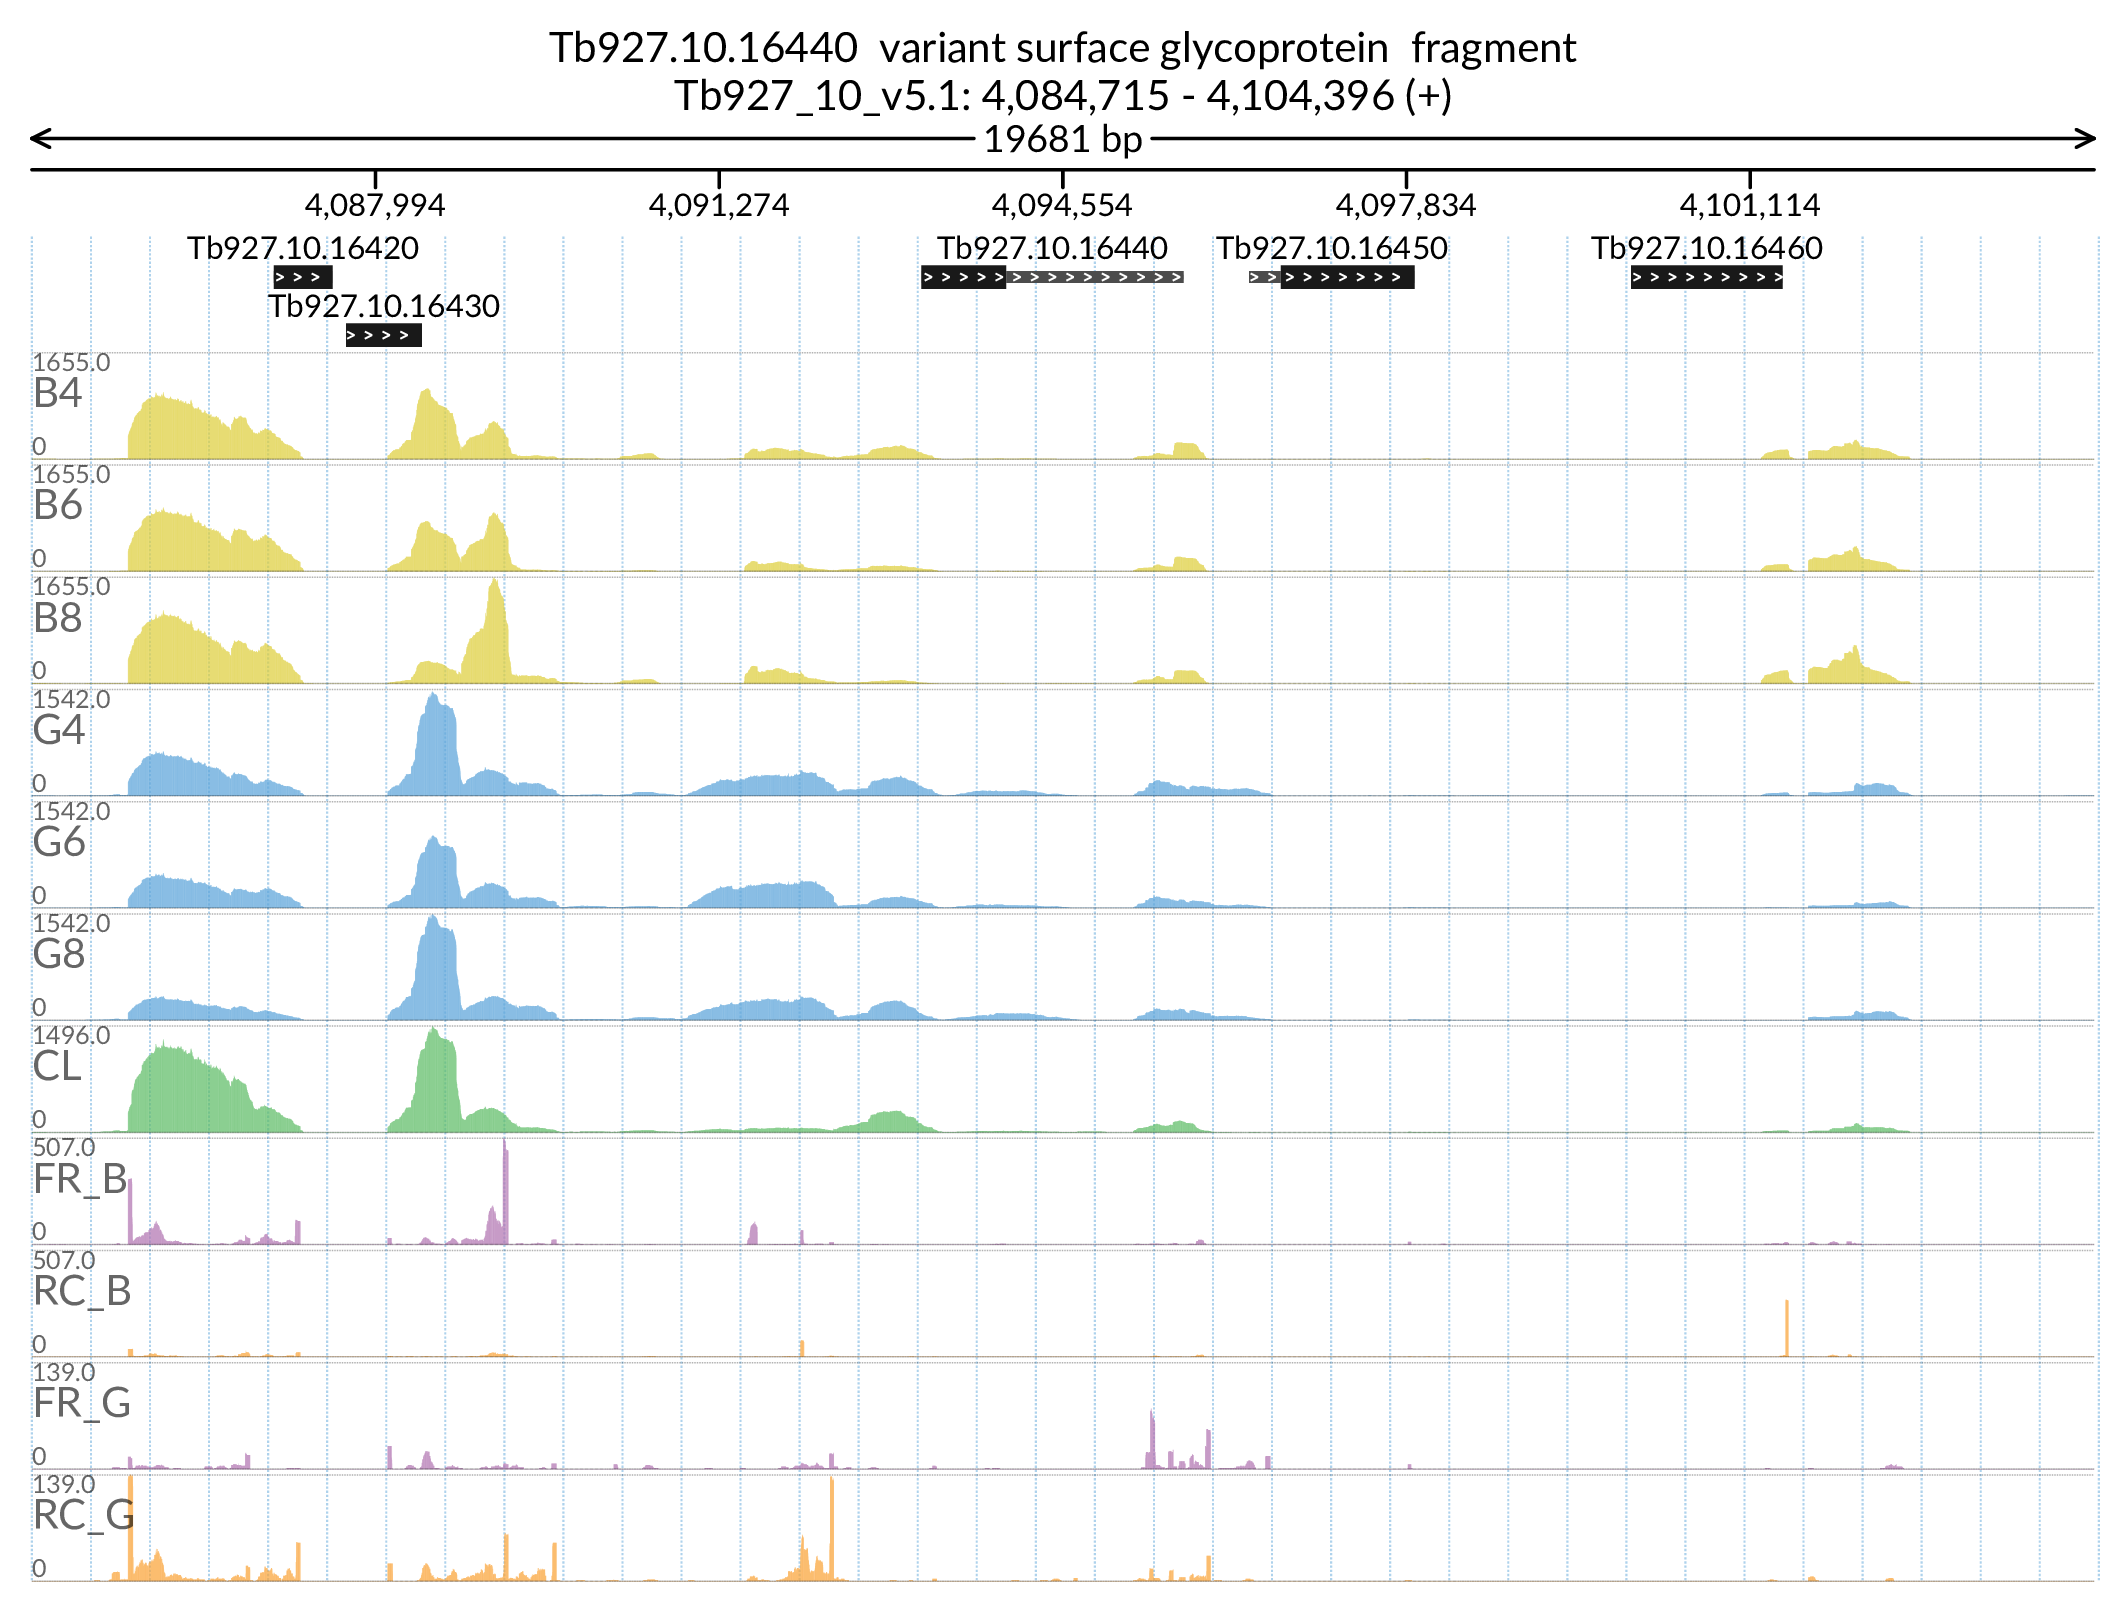 Tb927.10.16440  variant surface glycoprotein  fragment
Tb927_10_v5.1: 4,084,715 - 4,104,396 (+)
19681 bp
4,087,994 4,091,274 4,094,554 4,097,834 4,101,114
Tb927.10.16420 Tb927.10.16440 Tb927.10.16450 Tb927.10.16460
Tb927.10.16430
1655.0
B4
0
1655.0
B6
0
1655.0
B8
0
1542.0
G4
0
1542.0
G6
0
1542.0
G8
0
1496.0
CL
0
507.0
FR_B
0
507.0
RC_B
0
139.0
FR_G
0
139.0
RC_G
0